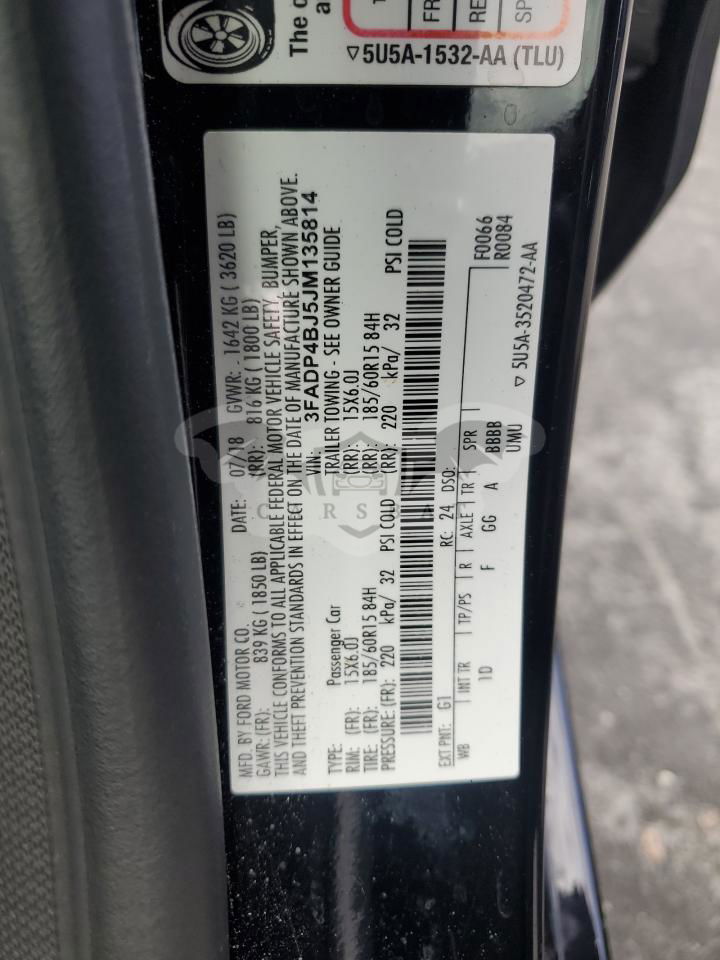 The c
a
T
FR
RE
SP
▽5U5A-1532-AA (TLU)
MFD. BY FORD MOTOR CO. DATE: 07/18 GVWR: 1642 KG ( 3620 LB)
GAWR:(FR): 839 KG ( 1850 LB) (RR): 816 KG ( 1800 LB)
THIS VEHICLE CONFORMS TO ALL APPLICABLE FEDERAL MOTOR VEHICLE SAFETY, BUMPER,
AND THEFT PREVENTION STANDARDS IN EFFECT ON THE DATE OF MANUFACTURE SHOWN ABOVE.
VIN: 3FADP4BJ5JM135814
TYPE: Passenger Car TRAILER TOWING - SEE OWNER GUIDE
RIM: (FR): 15X6.0J (RR): 15X6.0J
TIRE: (FR): 185/60R15 84H (RR): 185/60R15 84H
PRESSURE:(FR): 220 kPa/ 32 PSI COLD (RR): 220 kPa/ 32 PSI COLD
EXT PNT: G1 RC: 24 DSO: F0066
WB INT TR TP/PS R AXLE TR SPR R0084
1D F GG A BBBB
UMU ▽ 5U5A-3520472-AA